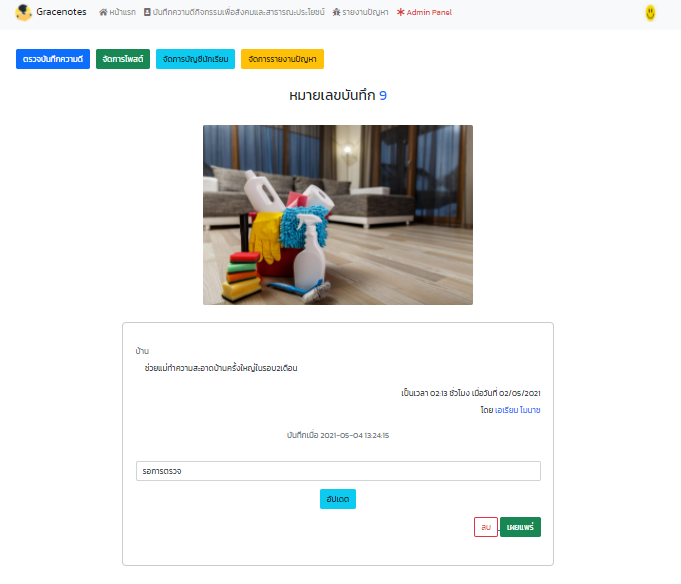 Gracenotes
หน้าแรก
บันทึกความดีกิจกรรมเพื่อสังคมและสาธารณะประโยชน์
รายงานปัญหา
Admin Panel
ตรวจบันทึกความดี
จัดการโพสต์
จัดการบัญชีนักเรียน
จัดการรายงานปัญหา
หมายเลขบันทึก 9
บ้าน
ช่วยแม่ทำความสะอาดบ้านครั้งใหญ่ในรอบ2เดือน
เป็นเวลา 02:13 ชั่วโมง เมื่อวันที่ 02/05/2021
โดย เอเรียม โมนาซ
บันทึกเมื่อ 2021-05-04 13:24:15
รอการตรวจ
อัปเดต
ลบ
เผยแพร่